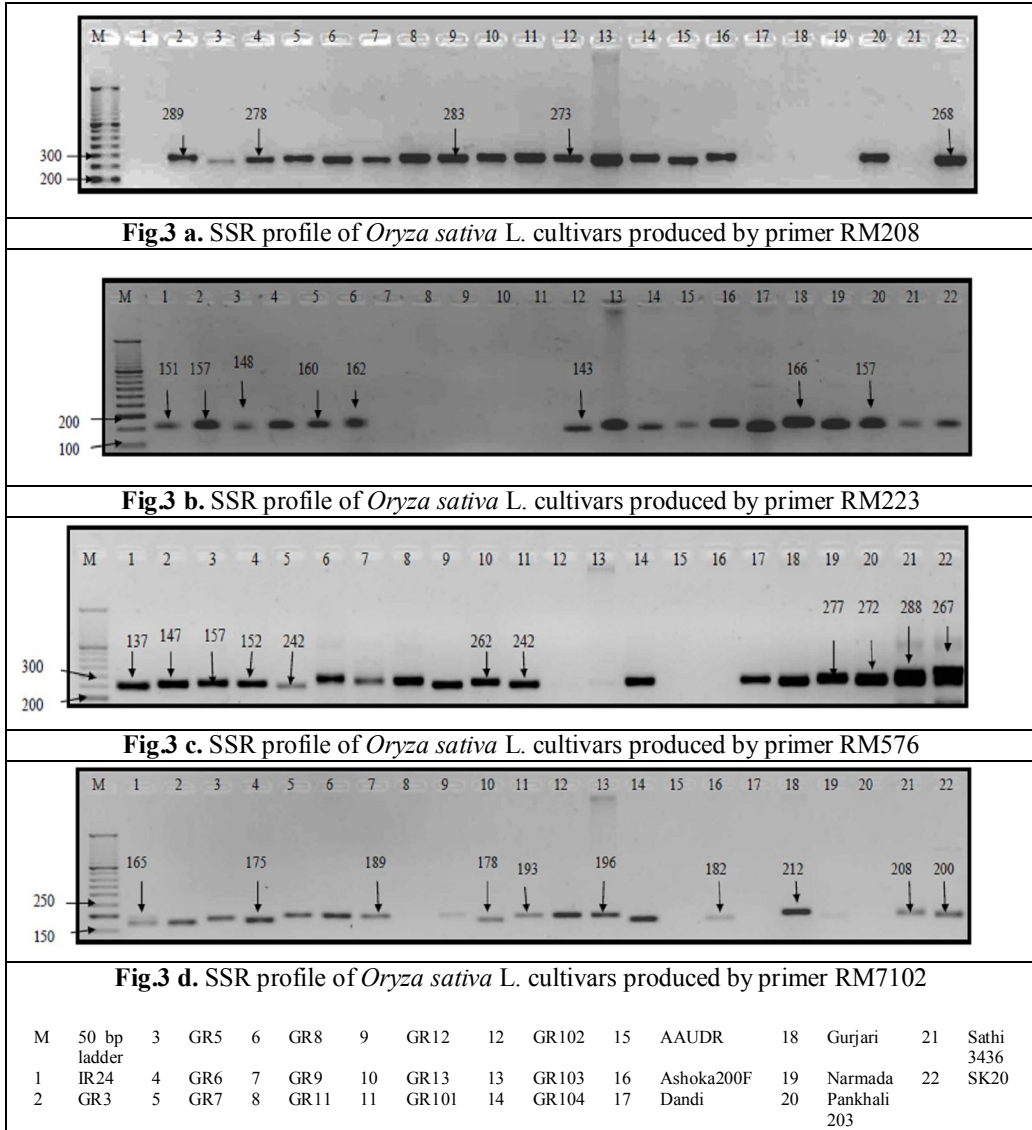 M 1 2 3 4 5 6 7 8 9 10 11 12 13 14 15 16 17 18 19 20 21 22
289 278 283 273 268
300
200
Fig.3 a. SSR profile of Oryza sativa L. cultivars produced by primer RM208
M 1 2 3 4 5 6 7 8 9 10 11 12 13 14 15 16 17 18 19 20 21 22
151 157 148 160 162 143 166 157
200
100
Fig.3 b. SSR profile of Oryza sativa L. cultivars produced by primer RM223
M 1 2 3 4 5 6 7 8 9 10 11 12 13 14 15 16 17 18 19 20 21 22
137 147 157 152 242 262 242 277 272 288 267
300
200
Fig.3 c. SSR profile of Oryza sativa L. cultivars produced by primer RM576
M 1 2 3 4 5 6 7 8 9 10 11 12 13 14 15 16 17 18 19 20 21 22
165 175 189 178 193 196 182 212 208 200
250
150
Fig.3 d. SSR profile of Oryza sativa L. cultivars produced by primer RM7102
M 50 bp 3 GR5 6 GR8 9 GR12 12 GR102 15 AAUDR 18 Gurjari 21 Sathi
ladder 3436
1 IR24 4 GR6 7 GR9 10 GR13 13 GR103 16 Ashoka200F 19 Narmada 22 SK20
2 GR3 5 GR7 8 GR11 11 GR101 14 GR104 17 Dandi 20 Pankhali
203